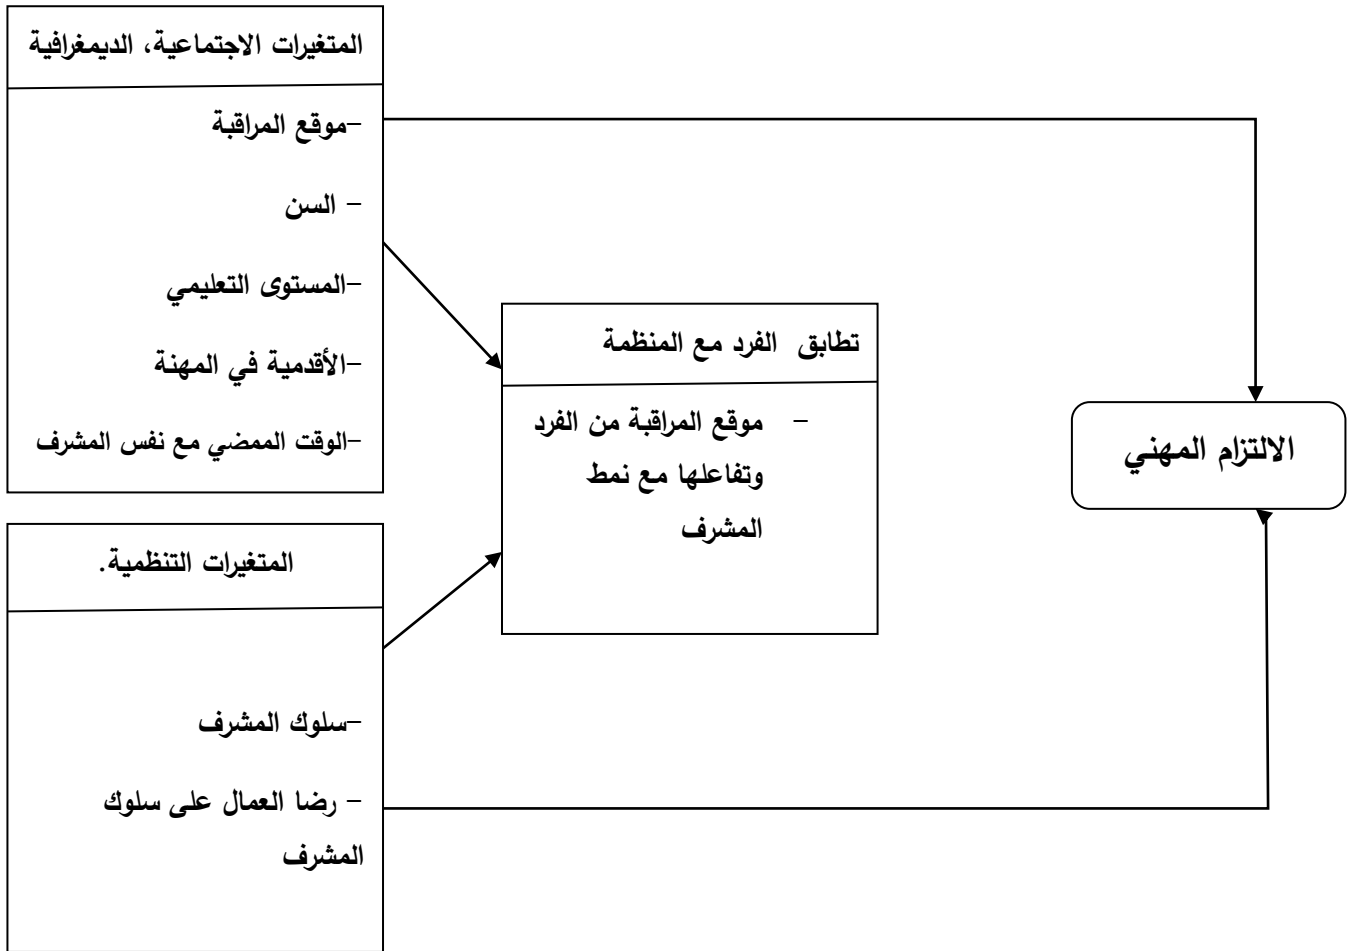 المتغيرات الاجتماعية، الديمغرافية
-موقع المراقبة
- السن
-المستوى التعليمي
-الأقدمية في المهنة
-الوقت الممضي مع نفس المشرف
تطابق الفرد مع المنظمة
- موقع المراقبة من الفرد
وتفاعلها مع نمط
المشرف
الالتزام المهني
المتغيرات التنظمية.
-سلوك المشرف
- رضا العمال على سلوك
المشرف